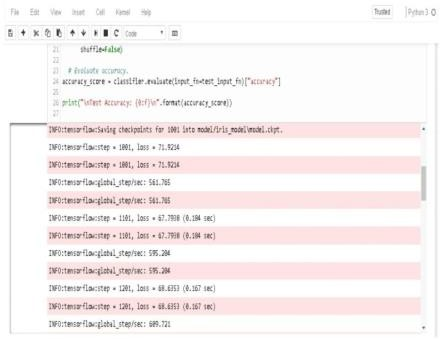 File Edit View Insert Cell Kernel Help Trusted Python 3
Code
21 shuffle=False)
22
23 # Evaluate accuracy.
24 accuracy_score = classifier.evaluate(input_fn=test_input_fn)["accuracy"]
25
26 print("\nTest Accuracy: {0:f}\n".format(accuracy_score))
27
INFO:tensorflow:Saving checkpoints for 1001 into model/iris_model\model.ckpt.
INFO:tensorflow:step = 1001, loss = 71.9214
INFO:tensorflow:step = 1001, loss = 71.9214
INFO:tensorflow:global_step/sec: 561.765
INFO:tensorflow:global_step/sec: 561.765
INFO:tensorflow:step = 1101, loss = 67.7938 (0.184 sec)
INFO:tensorflow:step = 1101, loss = 67.7938 (0.184 sec)
INFO:tensorflow:global_step/sec: 595.204
INFO:tensorflow:global_step/sec: 595.204
INFO:tensorflow:step = 1201, loss = 68.6353 (0.167 sec)
INFO:tensorflow:step = 1201, loss = 68.6353 (0.167 sec)
INFO:tensorflow:global_step/sec: 609.721